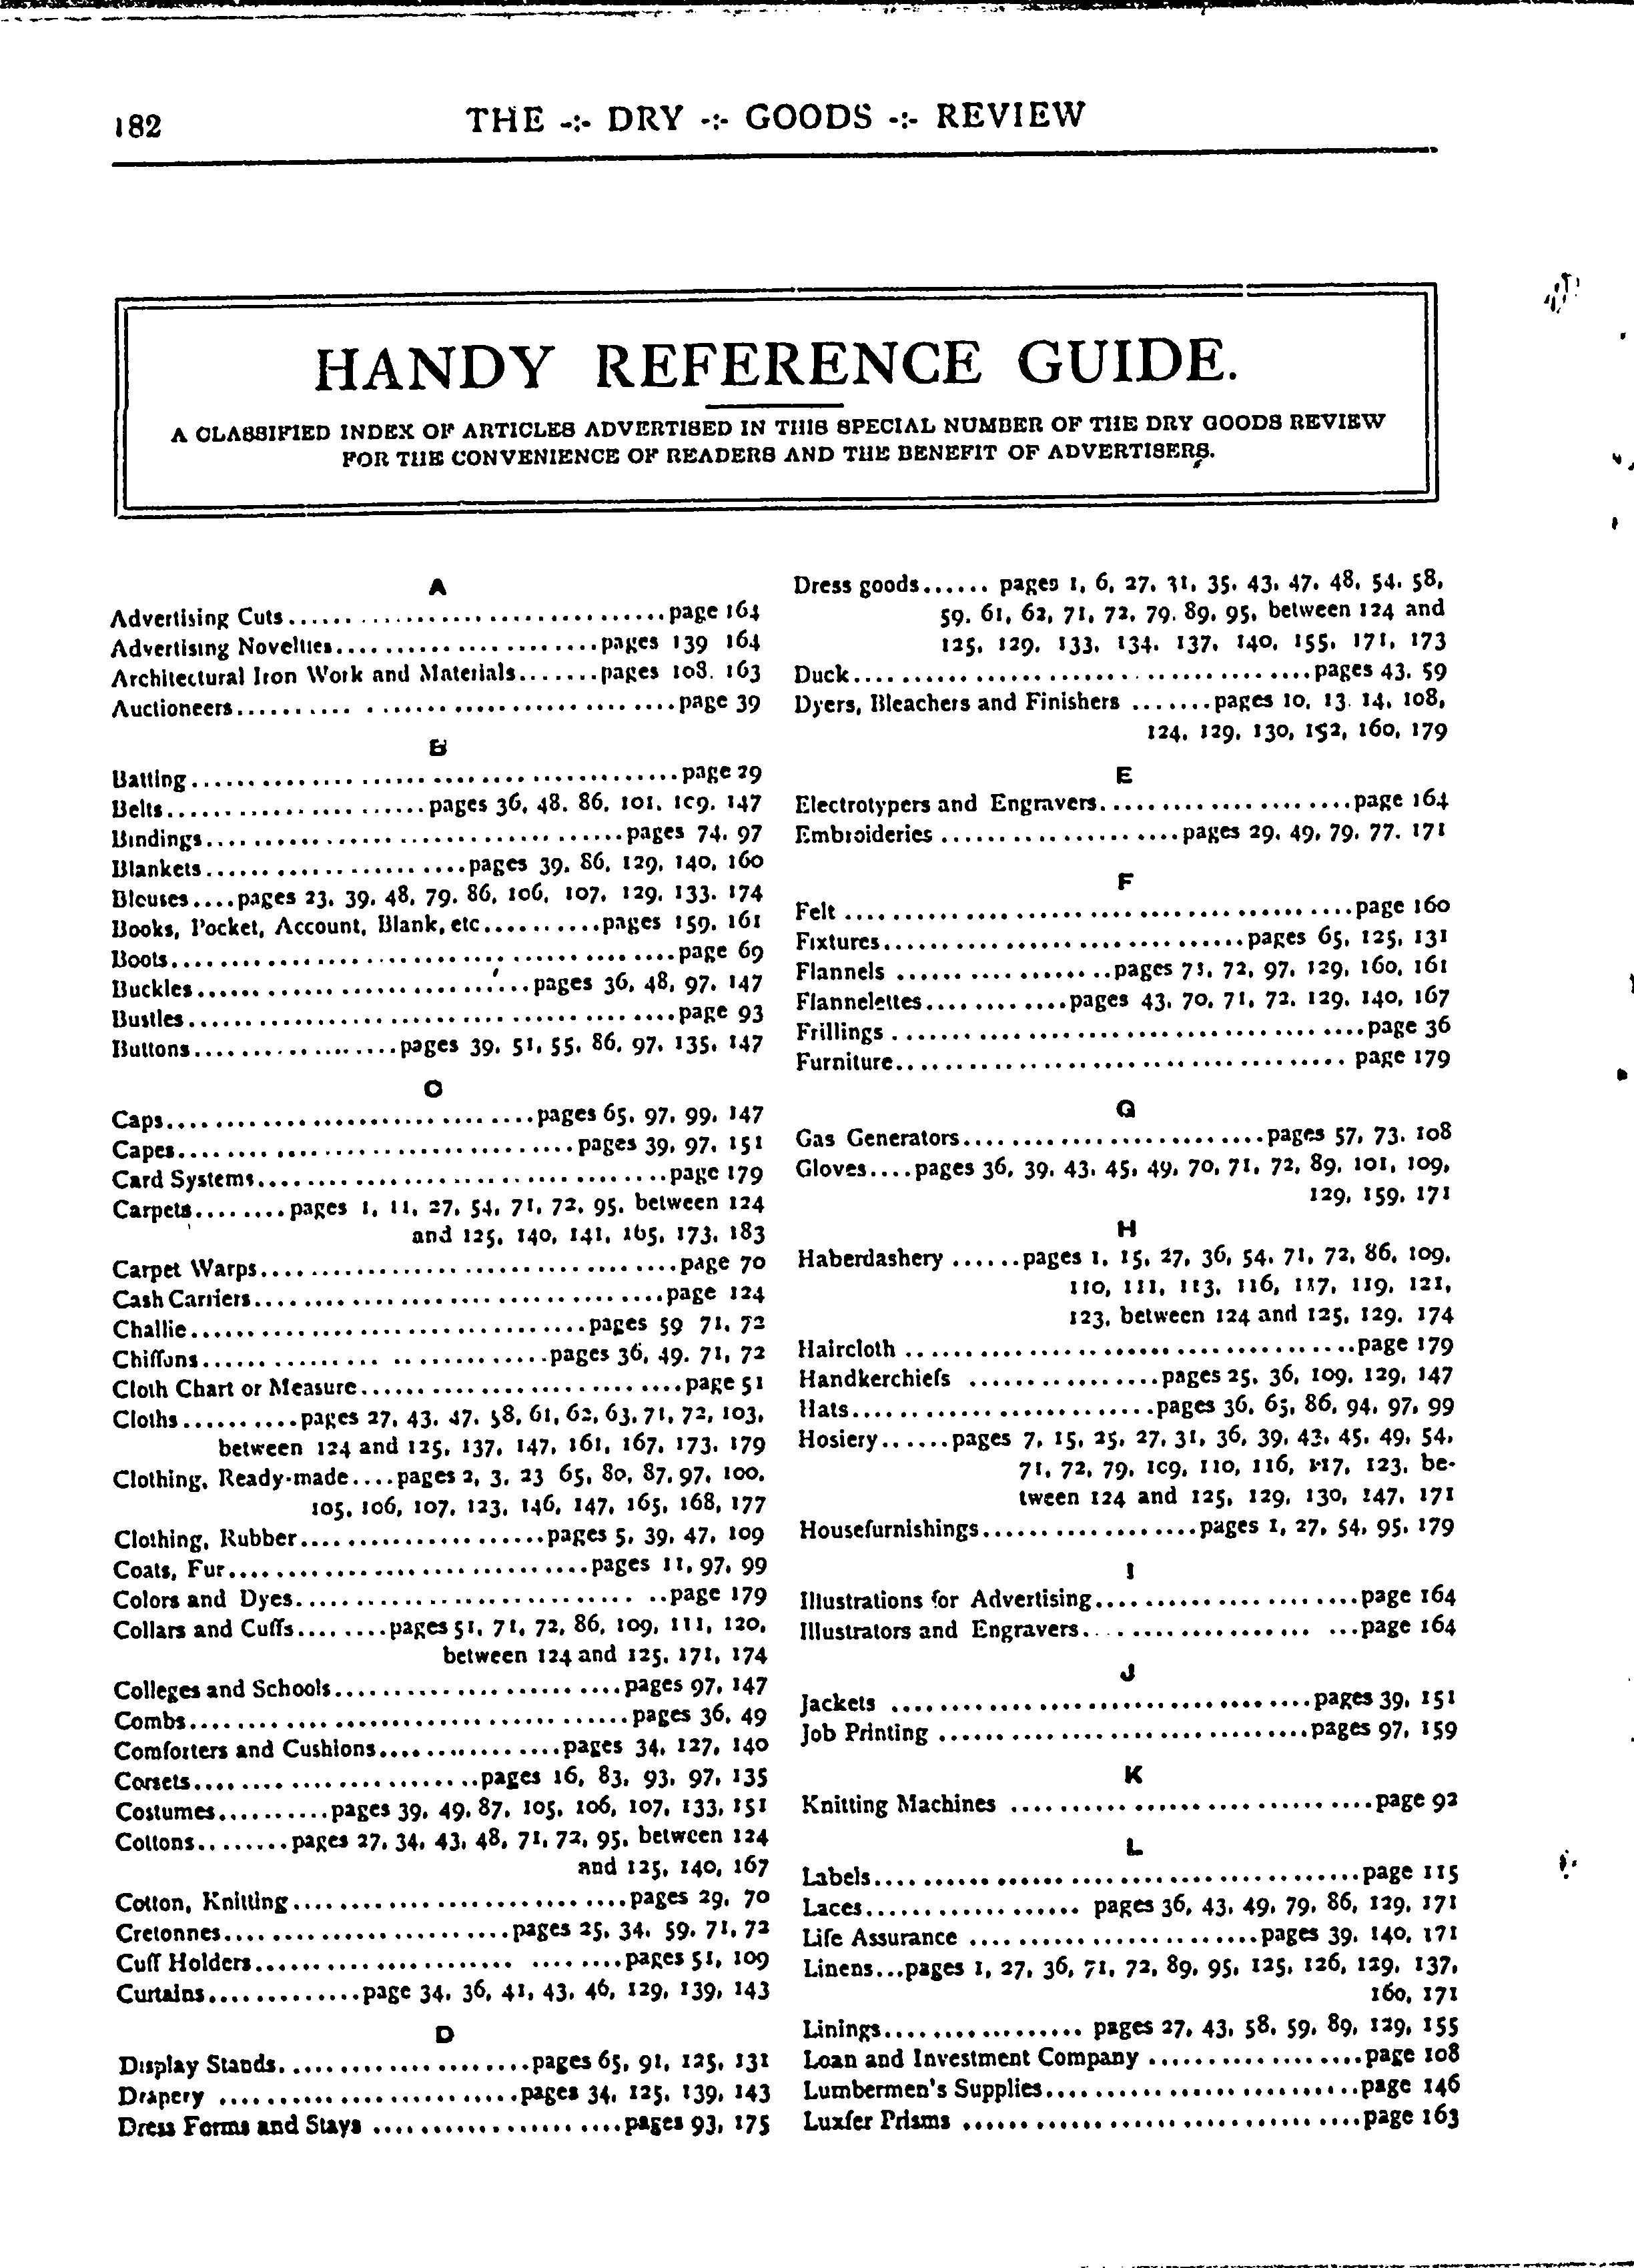 182
THE -:- DRY -:- GOODS -:- REVIEW
HANDY REFERENCE GUIDE.
A CLASSIFIED INDEX OF ARTICLES ADVERTISED IN THIS SPECIAL NUMBER OF THE DRY GOODS REVIEW
FOR THE CONVENIENCE OF READERS AND THE BENEFIT OF ADVERTISERS.
A
Advertising Cuts................................page 164
Advertising Novelties......................pages 139 164
Architectural Iron Work and Materials.......pages 108. 163
Auctioneers....................................page 39
B
Batting........................................page 29
Belts......................pages 36, 48. 86, 101, 109. 147
Bindings...................................pages 74. 97
Blankets......................pages 39. 86, 129, 140, 160
Blouses....pages 23, 39, 48, 79. 86, 106, 107, 129, 133. 174
Books, Pocket, Account, Blank, etc..........pages 159. 161
Boots..........................................page 69
Buckles............................pages 36, 48, 97. 147
Bustles........................................page 93
Buttons.................pages 39. 51, 55. 86. 97. 135. 147
C
Caps...............................pages 65. 97. 99. 147
Capes.................................pages 39, 97. 151
Card Systems..................................page 179
Carpets........pages 1, 11, 27, 54, 71, 72, 95. between 124
and 125, 140, 141, 165, 173. 183
Carpet Warps...................................page 70
Cash Carriers..................................page 124
Challie.................................pages 59 71, 72
Chiffons.............................pages 36, 49. 71, 72
Cloth Chart or Measure...........................page 51
Cloths..........pages 27, 43. 47. 58, 61, 62, 63. 71, 72, 103,
between 124 and 125, 137, 147, 161, 167, 173. 179
Clothing, Ready-made....pages 2, 3, 23 65, 80, 87, 97, 100.
105, 106, 107, 123, 146, 147, 165, 168, 177
Clothing, Rubber.....................pages 5, 39, 47, 109
Coats, Fur..............................pages 11, 97, 99
Colors and Dyes..............................page 179
Collars and Cuffs........pages 51, 71, 72, 86, 109, 111, 120,
between 124 and 125, 171, 174
Colleges and Schools........................pages 97, 147
Combs.....................................pages 36, 49
Comforters and Cushions................pages 34, 127, 140
Corsets........................pages 16, 83, 93, 97, 135
Costumes..........pages 39, 49. 87, 105, 106, 107, 133, 151
Cottons........pages 27, 34, 43, 48, 71, 72, 95, between 124
and 125, 140, 167
Cotton, Knitting............................pages 29, 70
Cretonnes........................pages 25, 34. 59. 71, 72
Cuff Holders..............................pages 51, 109
Curtains.............page 34, 36, 41, 43, 46, 129, 139, 143
D
Display Stands.....................pages 65, 91, 125, 131
Drapery .........................pages 34, 125, 139, 143
Dress Forms and Stays .....................pages 93, 175
Dress goods...... pages 1, 6, 27, 31, 35. 43. 47. 48, 54. 58,
59. 61, 62, 71, 72, 79. 89, 95, between 124 and
125, 129, 133, 134. 137, 140, 155, 171, 173
Duck.......................................pages 43. 59
Dyers, Bleachers and Finishers .......pages 10, 13. 14, 108,
124, 129, 130, 152, 160, 179
E
Electrotypers and Engravers.....................page 164
Embroideries ....................pages 29. 49, 79. 77. 171
F
Felt ..........................................page 160
Fixtures..............................pages 65, 125, 131
Flannels ..................pages 71, 72, 97, 129, 160, 161
Flannelettes............pages 43. 70, 71, 72, 129. 140, 167
Frillings ........................................page 36
Furniture...................................... page 179
G
Gas Generators..........................pages 57, 73. 108
Gloves....pages 36, 39. 43. 45, 49, 70, 71, 72, 89, 101, 109,
129, 159, 171
H
Haberdashery ......pages 1, 15, 27, 36, 54. 71, 72, 86, 109,
110, 111, 113, 116, 117, 119, 121,
123, between 124 and 125, 129. 174
Haircloth ......................................page 179
Handkerchiefs ................pages 25, 36, 109. 129, 147
Hats..........................pages 36, 65, 86, 94, 97, 99
Hosiery......pages 7, 15, 25, 27, 31, 36, 39, 43, 45. 49, 54,
71, 72, 79, 109, 110, 116, 117, 123, be-
tween 124 and 125, 129, 130, 147, 171
Housefurnishings..................pages 1, 27, 54, 95, 179
I
Illustrations for Advertising......................page 164
Illustrators and Engravers......................page 164
J
Jackets ...................................pages 39, 151
Job Printing ...............................pages 97, 159
K
Knitting Machines ..............................page 92
L
Labels.........................................page 115
Laces.................. pages 36, 43, 49, 79, 86, 129, 171
Life Assurance ........................pages 39, 140, 171
Linens...pages 1, 27, 36, 71, 72, 89, 95, 125, 126, 129, 137,
160, 171
Linings................. pages 27, 43, 58, 59, 89, 129, 155
Loan and Investment Company ..................page 108
Lumbermen's Supplies..........................page 146
Luxfer Prisms .................................page 163